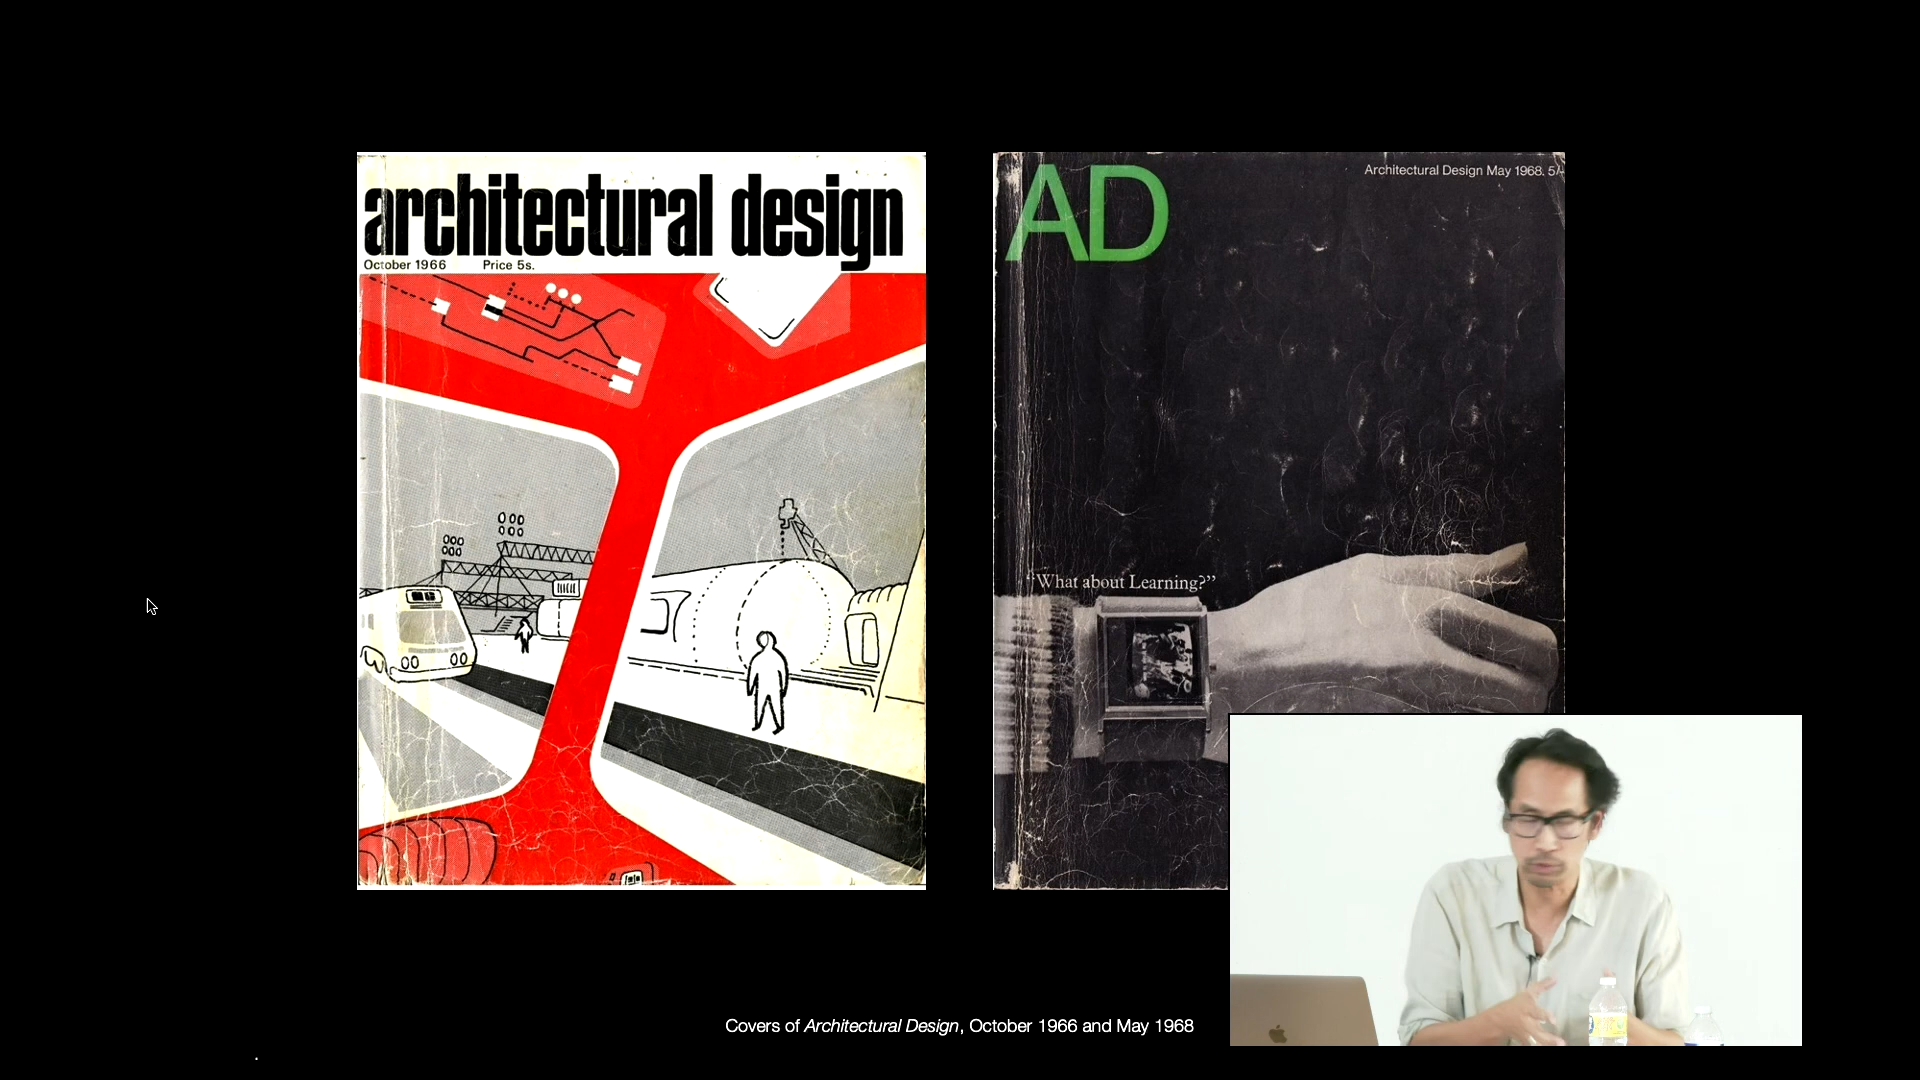 architectural design
October 1966 Price 5s.
AD
Architectural Design May 1968. 5/-
“What about Learning?”
Covers of Architectural Design, October 1966 and May 1968